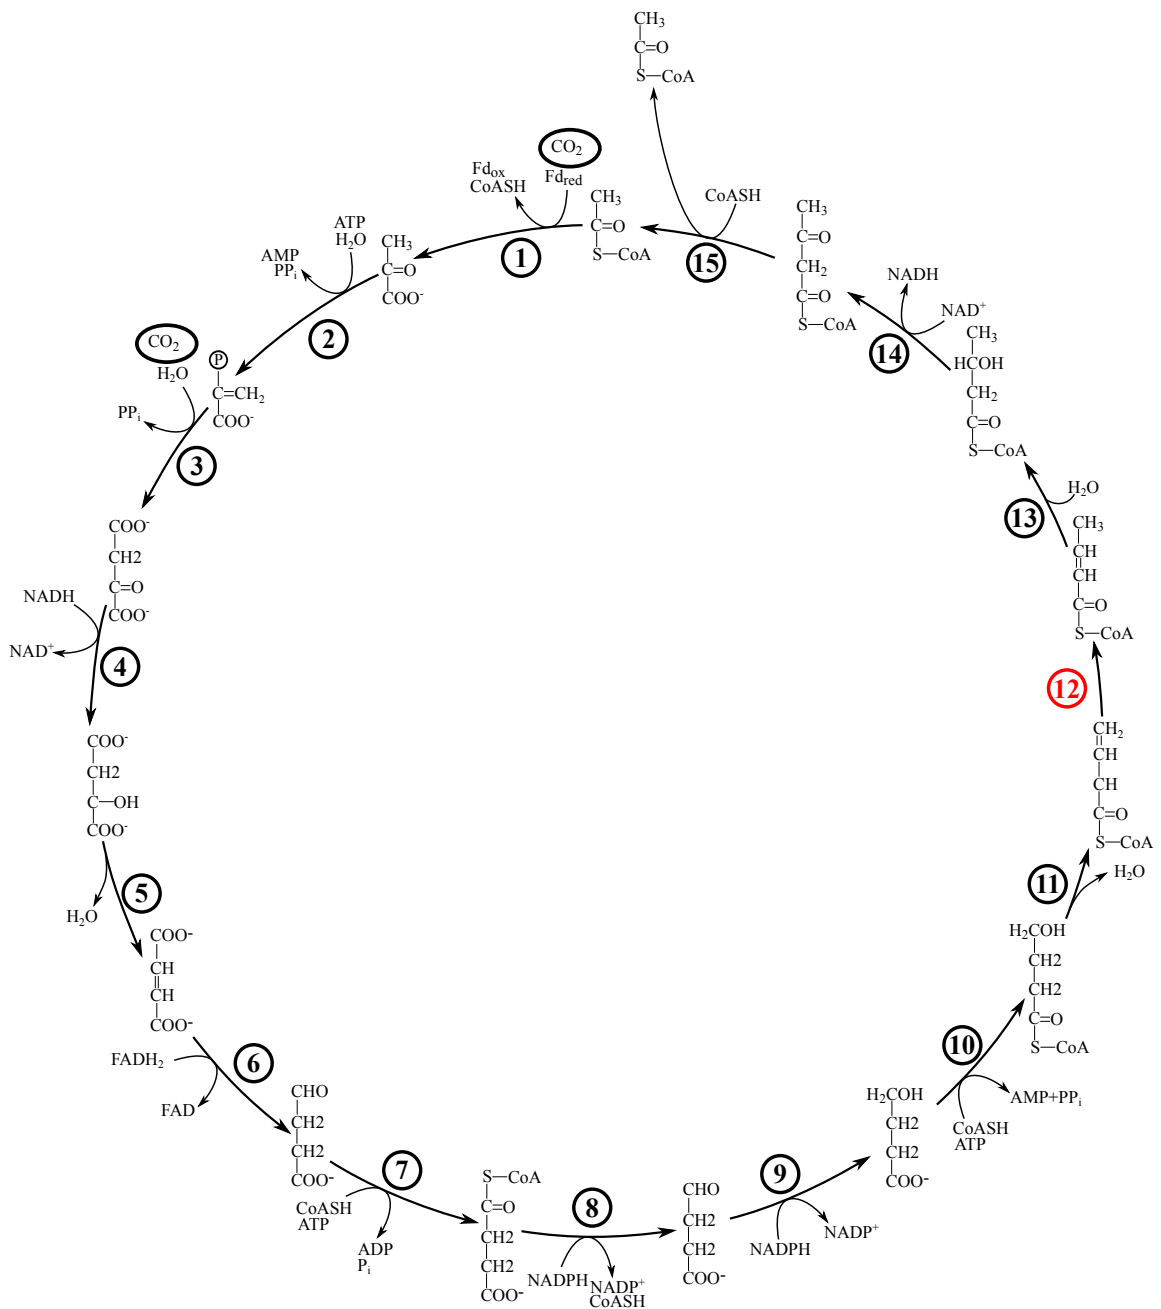 CH₃
C=O
S—CoA
CO₂
Fdred
Fdox
CoASH
1
CH₃
C=O
S—CoA
CoASH
15
ATP
H₂O
AMP
PPi
2
CH₃
C=O
COO⁻
CO₂
H₂O
PPi
3
P
C=CH₂
COO⁻
COO⁻
CH2
C=O
COO⁻
NADH
NAD⁺
4
COO⁻
CH2
C—OH
COO⁻
H₂O
5
COO⁻
CH
CH
COO⁻
FADH₂
FAD
6
CHO
CH2
CH2
COO⁻
CoASH
ATP
ADP
Pi
7
S—CoA
C=O
CH2
CH2
COO⁻
8
NADPH
NADP⁺
CoASH
CHO
CH2
CH2
COO⁻
9
NADPH
NADP⁺
H₂COH
CH2
CH2
COO⁻
10
CoASH
ATP
AMP+PPi
H₂COH
CH2
CH2
C=O
S—CoA
11
H₂O
CH₂
CH
CH
C=O
S—CoA
12
CH₃
CH
CH
C=O
S—CoA
13
H₂O
CH₃
HCOH
CH₂
C=O
S—CoA
14
NADH
NAD⁺
CH₃
C=O
CH₂
C=O
S—CoA